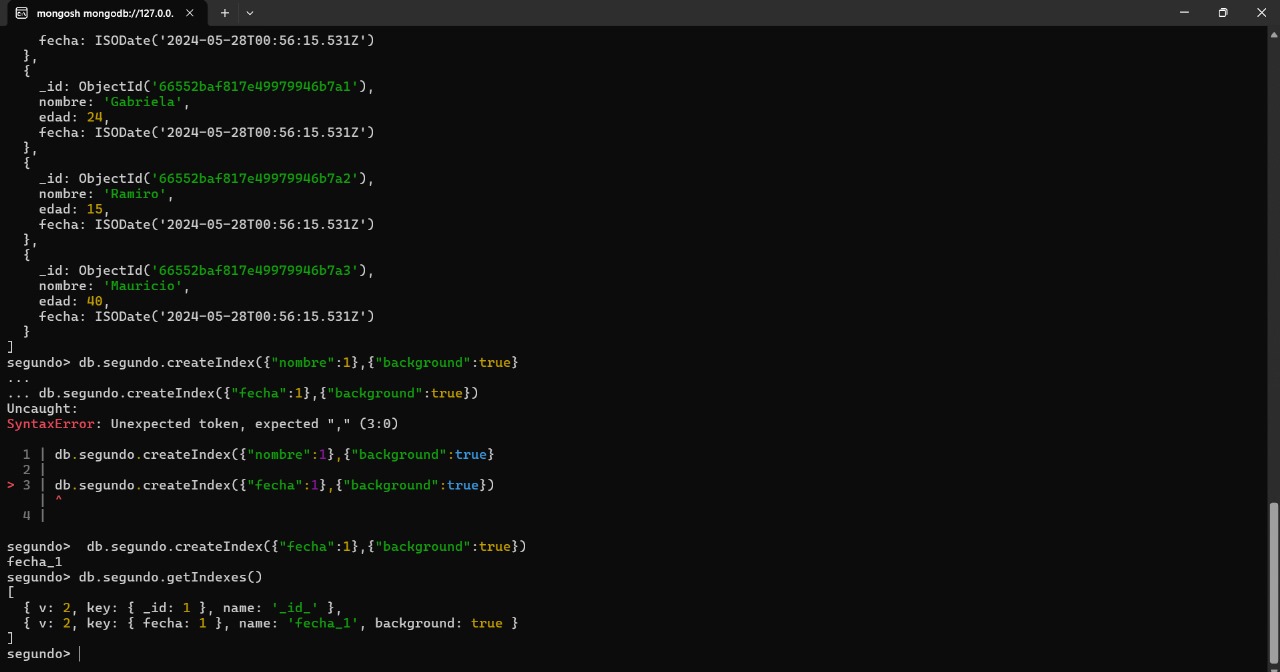 mongosh mongodb://127.0.0.
fecha: ISODate('2024-05-28T00:56:15.531Z')
},
{
_id: ObjectId('66552baf817e49979946b7a1'),
nombre: 'Gabriela',
edad: 24,
fecha: ISODate('2024-05-28T00:56:15.531Z')
},
{
_id: ObjectId('66552baf817e49979946b7a2'),
nombre: 'Ramiro',
edad: 15,
fecha: ISODate('2024-05-28T00:56:15.531Z')
},
{
_id: ObjectId('66552baf817e49979946b7a3'),
nombre: 'Mauricio',
edad: 40,
fecha: ISODate('2024-05-28T00:56:15.531Z')
}
]
segundo> db.segundo.createIndex({"nombre":1},{"background":true}
...
... db.segundo.createIndex({"fecha":1},{"background":true})
Uncaught:
SyntaxError: Unexpected token, expected "," (3:0)
1 | db.segundo.createIndex({"nombre":1},{"background":true}
2 |
> 3 | db.segundo.createIndex({"fecha":1},{"background":true})
| ^
4 |
segundo>  db.segundo.createIndex({"fecha":1},{"background":true})
fecha_1
segundo> db.segundo.getIndexes()
[
{ v: 2, key: { _id: 1 }, name: '_id_' },
{ v: 2, key: { fecha: 1 }, name: 'fecha_1', background: true }
]
segundo>